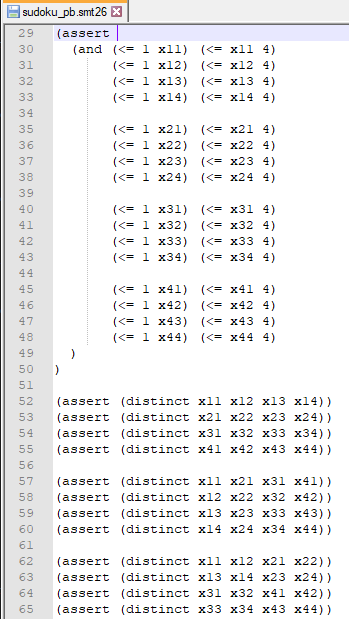 sudoku_pb.smt26
29 (assert
30 (and (<= 1 x11) (<= x11 4)
31 (<= 1 x12) (<= x12 4)
32 (<= 1 x13) (<= x13 4)
33 (<= 1 x14) (<= x14 4)
34
35 (<= 1 x21) (<= x21 4)
36 (<= 1 x22) (<= x22 4)
37 (<= 1 x23) (<= x23 4)
38 (<= 1 x24) (<= x24 4)
39
40 (<= 1 x31) (<= x31 4)
41 (<= 1 x32) (<= x32 4)
42 (<= 1 x33) (<= x33 4)
43 (<= 1 x34) (<= x34 4)
44
45 (<= 1 x41) (<= x41 4)
46 (<= 1 x42) (<= x42 4)
47 (<= 1 x43) (<= x43 4)
48 (<= 1 x44) (<= x44 4)
49 )
50 )
51
52 (assert (distinct x11 x12 x13 x14))
53 (assert (distinct x21 x22 x23 x24))
54 (assert (distinct x31 x32 x33 x34))
55 (assert (distinct x41 x42 x43 x44))
56
57 (assert (distinct x11 x21 x31 x41))
58 (assert (distinct x12 x22 x32 x42))
59 (assert (distinct x13 x23 x33 x43))
60 (assert (distinct x14 x24 x34 x44))
61
62 (assert (distinct x11 x12 x21 x22))
63 (assert (distinct x13 x14 x23 x24))
64 (assert (distinct x31 x32 x41 x42))
65 (assert (distinct x33 x34 x43 x44))